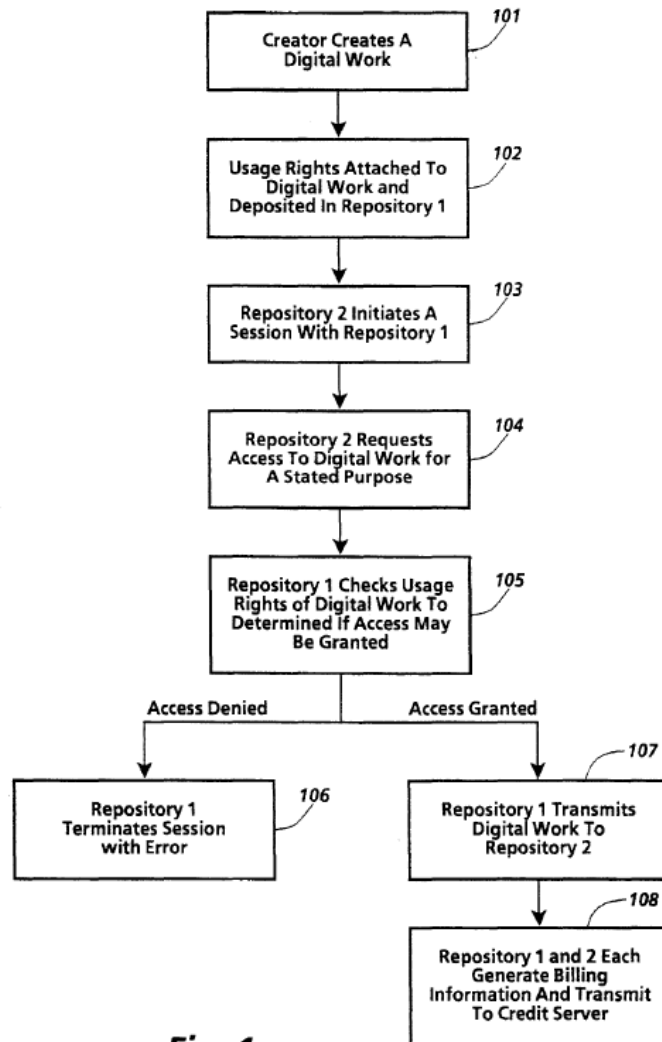 101
Creator Creates A
Digital Work
102
Usage Rights Attached To
Digital Work and
Deposited In Repository 1
103
Repository 2 Initiates A
Session With Repository 1
104
Repository 2 Requests
Access To Digital Work for
A Stated Purpose
105
Repository 1 Checks Usage
Rights of Digital Work To
Determined If Access May
Be Granted
Access Denied
Access Granted
106
Repository 1
Terminates Session
with Error
107
Repository 1 Transmits
Digital Work To
Repository 2
108
Repository 1 and 2 Each
Generate Billing
Information And Transmit
To Credit Server